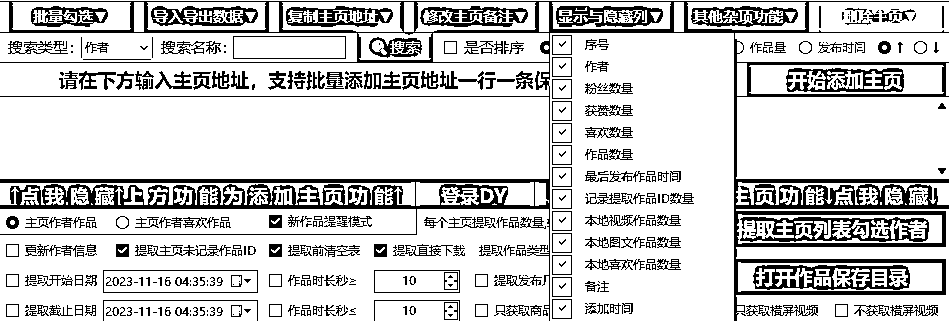 批量勾选▽ 导入导出数据▽ 复制主页地址▽ 修改主页备注▽ 显示与隐藏列▽ 其他杂项功能▽ 删除主页▽
搜索类型: 作者 搜索名称: 搜索 是否排序 作品量 发布时间 ↑ ↓
序号
作者
请在下方输入主页地址，支持批量添加主页地址一行一条保 开始添加主页
粉丝数量
获赞数量
喜欢数量
作品数量
最后发布作品时间
↑点我隐藏↑上方功能为添加主页功能↑ 登录DY 主页功能↓点我隐藏↓
记录提取作品ID数量
主页作者作品 主页作者喜欢作品 新作品提醒模式 每个主页提取作品数量 提取主页列表勾选作者
本地视频作品数量
本地图文作品数量
更新作者信息 提取主页未记录作品ID 提取前清空表 提取直接下载 提取作品类型
本地喜欢作品数量
提取开始日期 2023-11-16 04:35:39 作品时长秒≥ 10 提取发布 打开作品保存目录
备注
添加时间
提取截止日期 2023-11-16 04:35:39 作品时长秒≤ 10 只获取商品 只获取横屏视频 不获取横屏视频